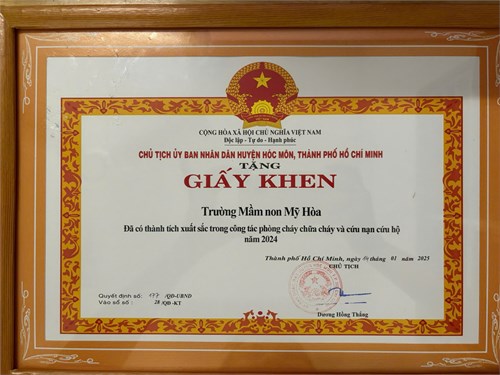 CỘNG HÒA XÃ HỘI CHỦ NGHĨA VIỆT NAM
Độc lập - Tự do - Hạnh phúc
CHỦ TỊCH ỦY BAN NHÂN DÂN HUYỆN HÓC MÔN, THÀNH PHỐ HỒ CHÍ MINH
TẶNG
GIẤY KHEN
Trường Mầm non Mỹ Hòa
Đã có thành tích xuất sắc trong công tác phòng cháy chữa cháy và cứu nạn cứu hộ
năm 2024
Thành phố Hồ Chí Minh, ngày tháng 01 năm 2025
CHỦ TỊCH
Quyết định số: /QĐ-UBND
Vào sổ số : 28 /QĐ-KT
Dương Hồng Thắng